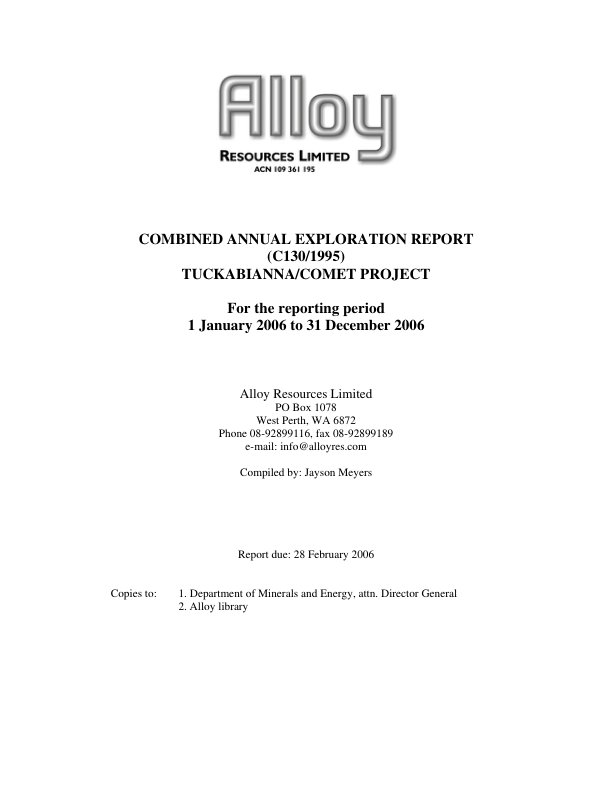 Alloy
RESOURCES LIMITED
ACN 109 361 195
COMBINED ANNUAL EXPLORATION REPORT
(C130/1995)
TUCKABIANNA/COMET PROJECT
For the reporting period
1 January 2006 to 31 December 2006
Alloy Resources Limited
PO Box 1078
West Perth, WA 6872
Phone 08-92899116, fax 08-92899189
e-mail: info@alloyres.com
Compiled by: Jayson Meyers
Report due: 28 February 2006
Copies to: 1. Department of Minerals and Energy, attn. Director General
2. Alloy library